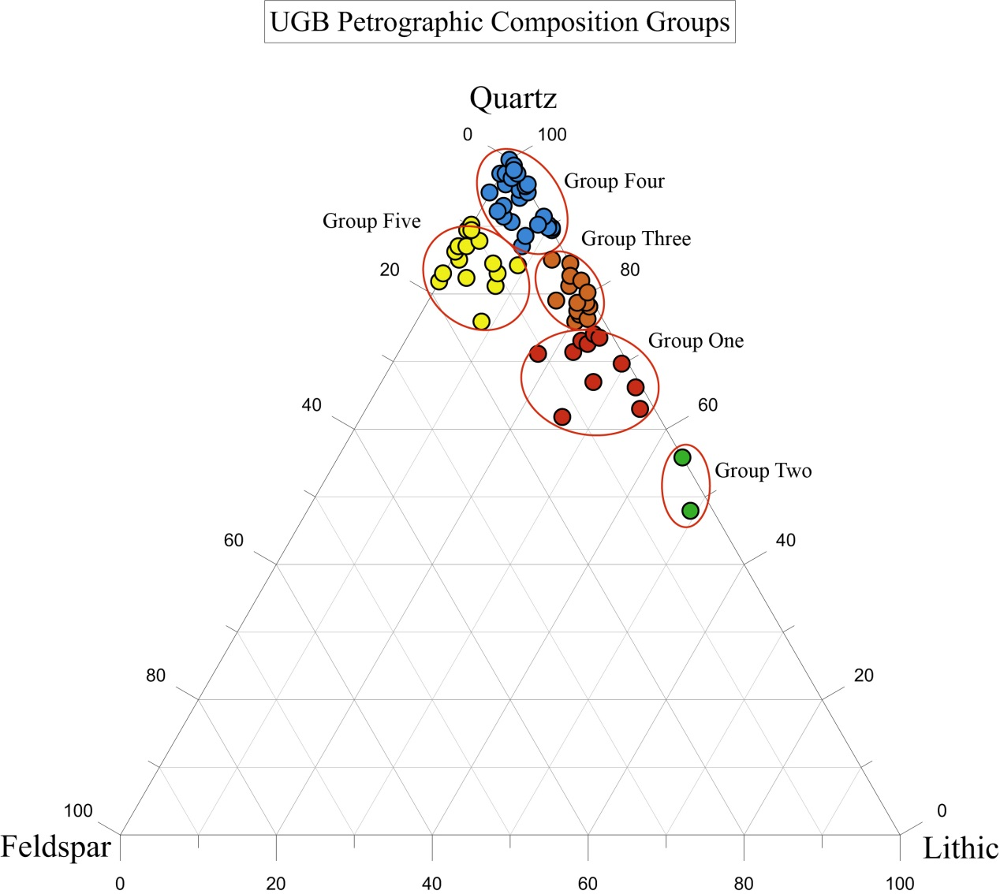 UGB Petrographic Composition Groups
Quartz
0 100
Group Four
Group Five
Group Three
20 80
Group One
40 60
Group Two
60 40
80 20
100 0
Feldspar Lithic
0 20 40 60 80 100